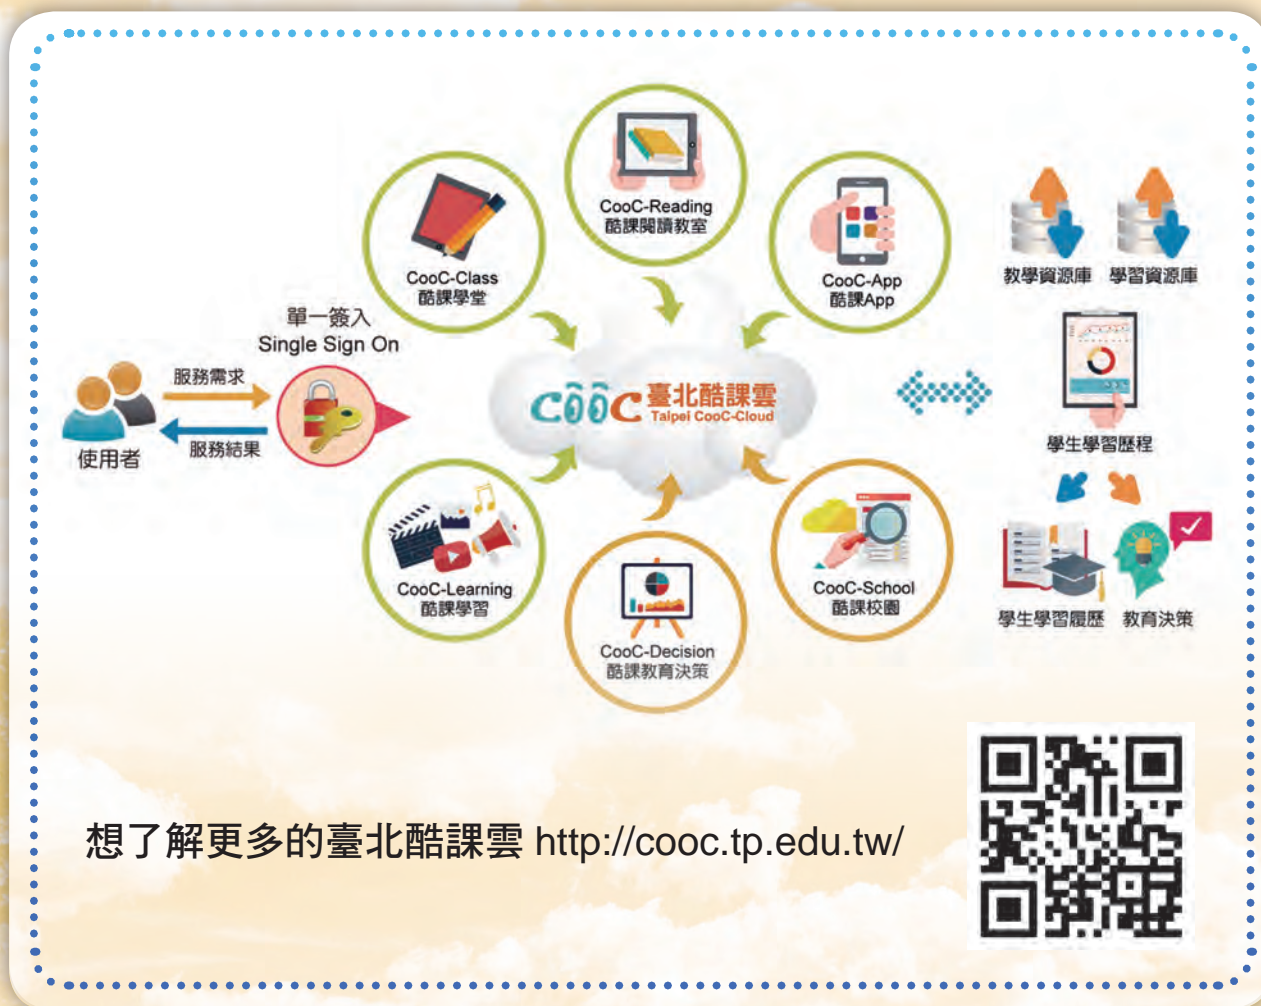 CooC-Reading
酷課閱讀教室
CooC-Class
酷課學堂
CooC-App
酷課App
教學資源庫
學習資源庫
單一簽入
Single Sign On
服務需求
服務結果
使用者
CooC 臺北酷課雲
Taipei CooC-Cloud
學生學習歷程
CooC-Learning
酷課學習
CooC-School
酷課校園
CooC-Decision
酷課教育決策
學生學習履歷
教育決策
想了解更多的臺北酷課雲 http://cooc.tp.edu.tw/